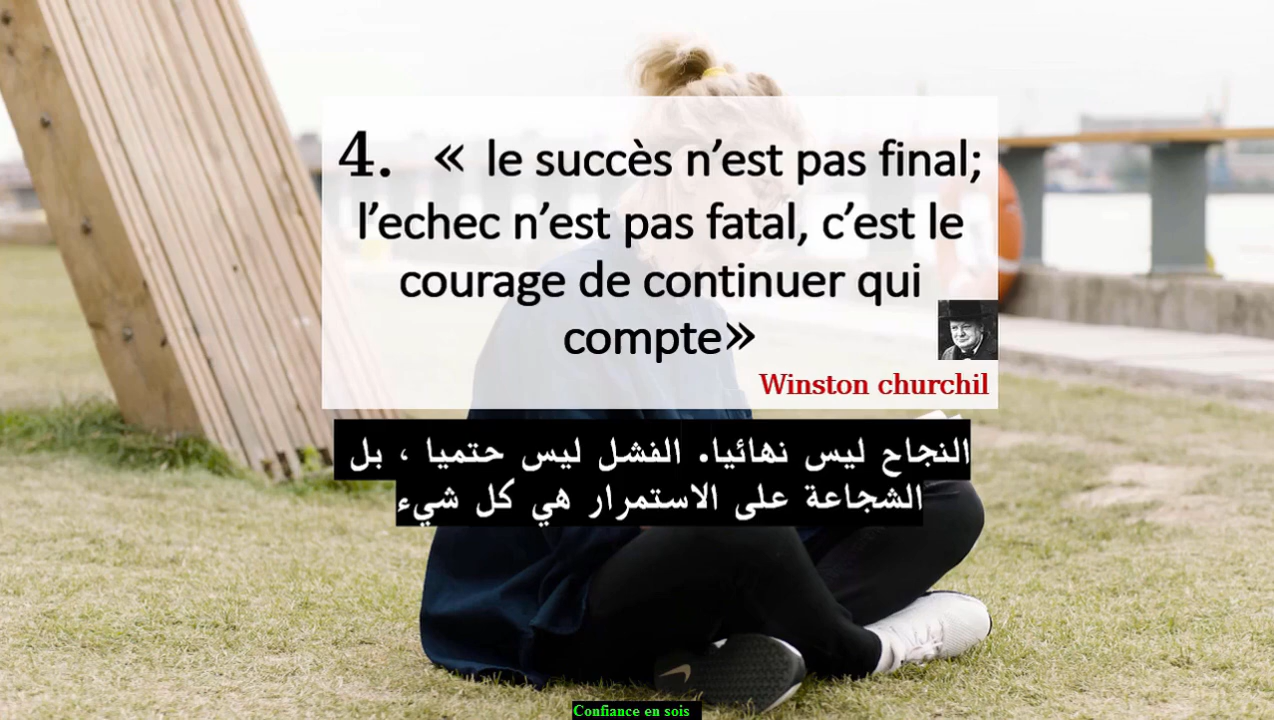 4. « le succès n’est pas final;
l’echec n’est pas fatal, c’est le
courage de continuer qui
compte»
Winston churchil
النجاح ليس نهائيا. الفشل ليس حتميا ، بل
الشجاعة على الاستمرار هي كل شيء
Confiance en sois